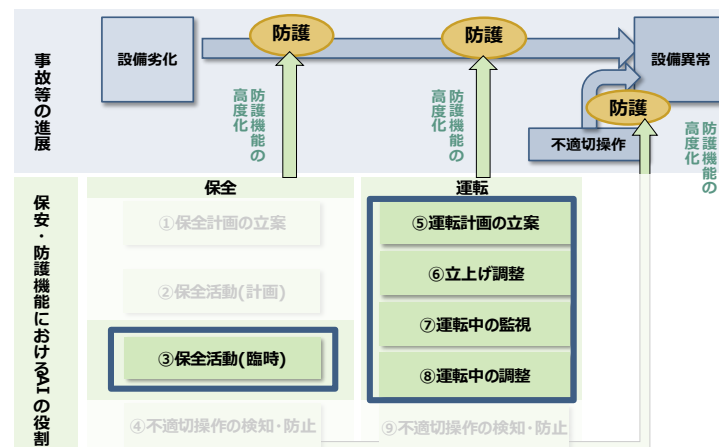 事故等の進展
設備劣化
防護
防護
設備異常
防護
不適切操作
防護機能の
高度化
防護機能の
高度化
防護機能の
高度化
保安・防護機能におけるAIの役割
保全
①保全計画の立案
②保全活動(計画)
③保全活動(臨時)
④不適切操作の検知・防止
運転
⑤運転計画の立案
⑥立上げ調整
⑦運転中の監視
⑧運転中の調整
⑨不適切操作の検知・防止